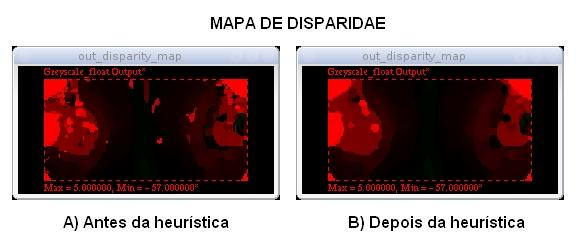 MAPA DE DISPARIDAE
out_disparity_map
Greyscale_float Output"
Max = 5.000000, Min = - 57.000000"
A) Antes da heurística
out_disparity_map
Greyscale_float Output"
Max = 5.000000, Min = - 57.000000"
B) Depois da heurística